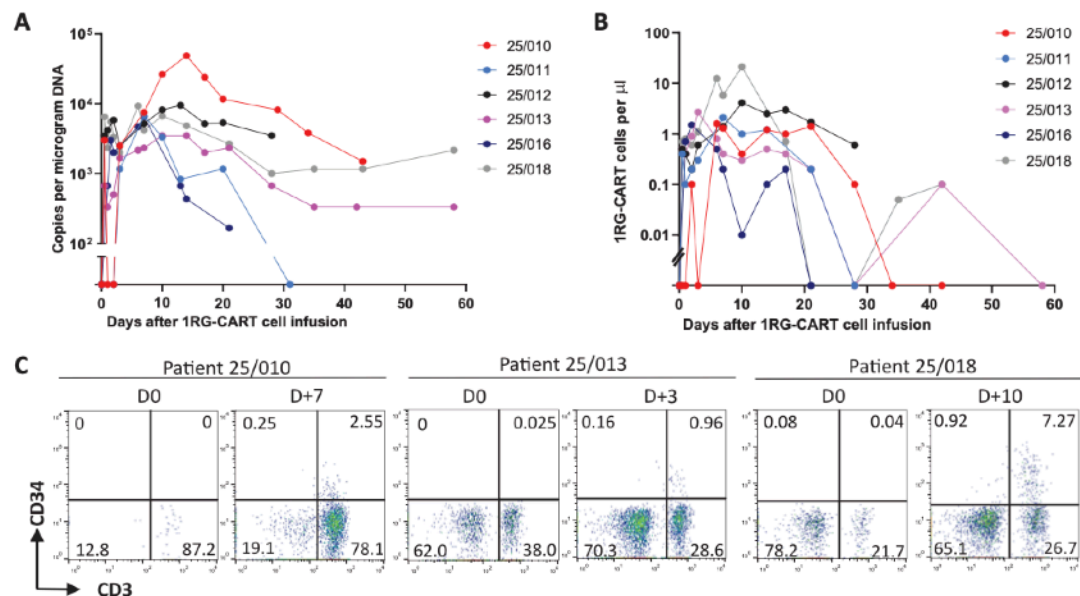 A
Copies per microgram DNA
10⁵
10⁴
10³
10²
0 10 20 30 40 50 60
Days after 1RG-CART cell infusion
25/010
25/011
25/012
25/013
25/016
25/018
B
1RG-CART cells per µl
100
10
1
0.1
0.01
0 10 20 30 40 50 60
Days after 1RG-CART cell infusion
25/010
25/011
25/012
25/013
25/016
25/018
C
Patient 25/010 Patient 25/013 Patient 25/018
D0 D+7 D0 D+3 D0 D+10
0 0 0.25 2.55 0 0.025 0.16 0.96 0.08 0.04 0.92 7.27
12.8 87.2 19.1 78.1 62.0 38.0 70.3 28.6 78.2 21.7 65.1 26.7
CD34
CD3